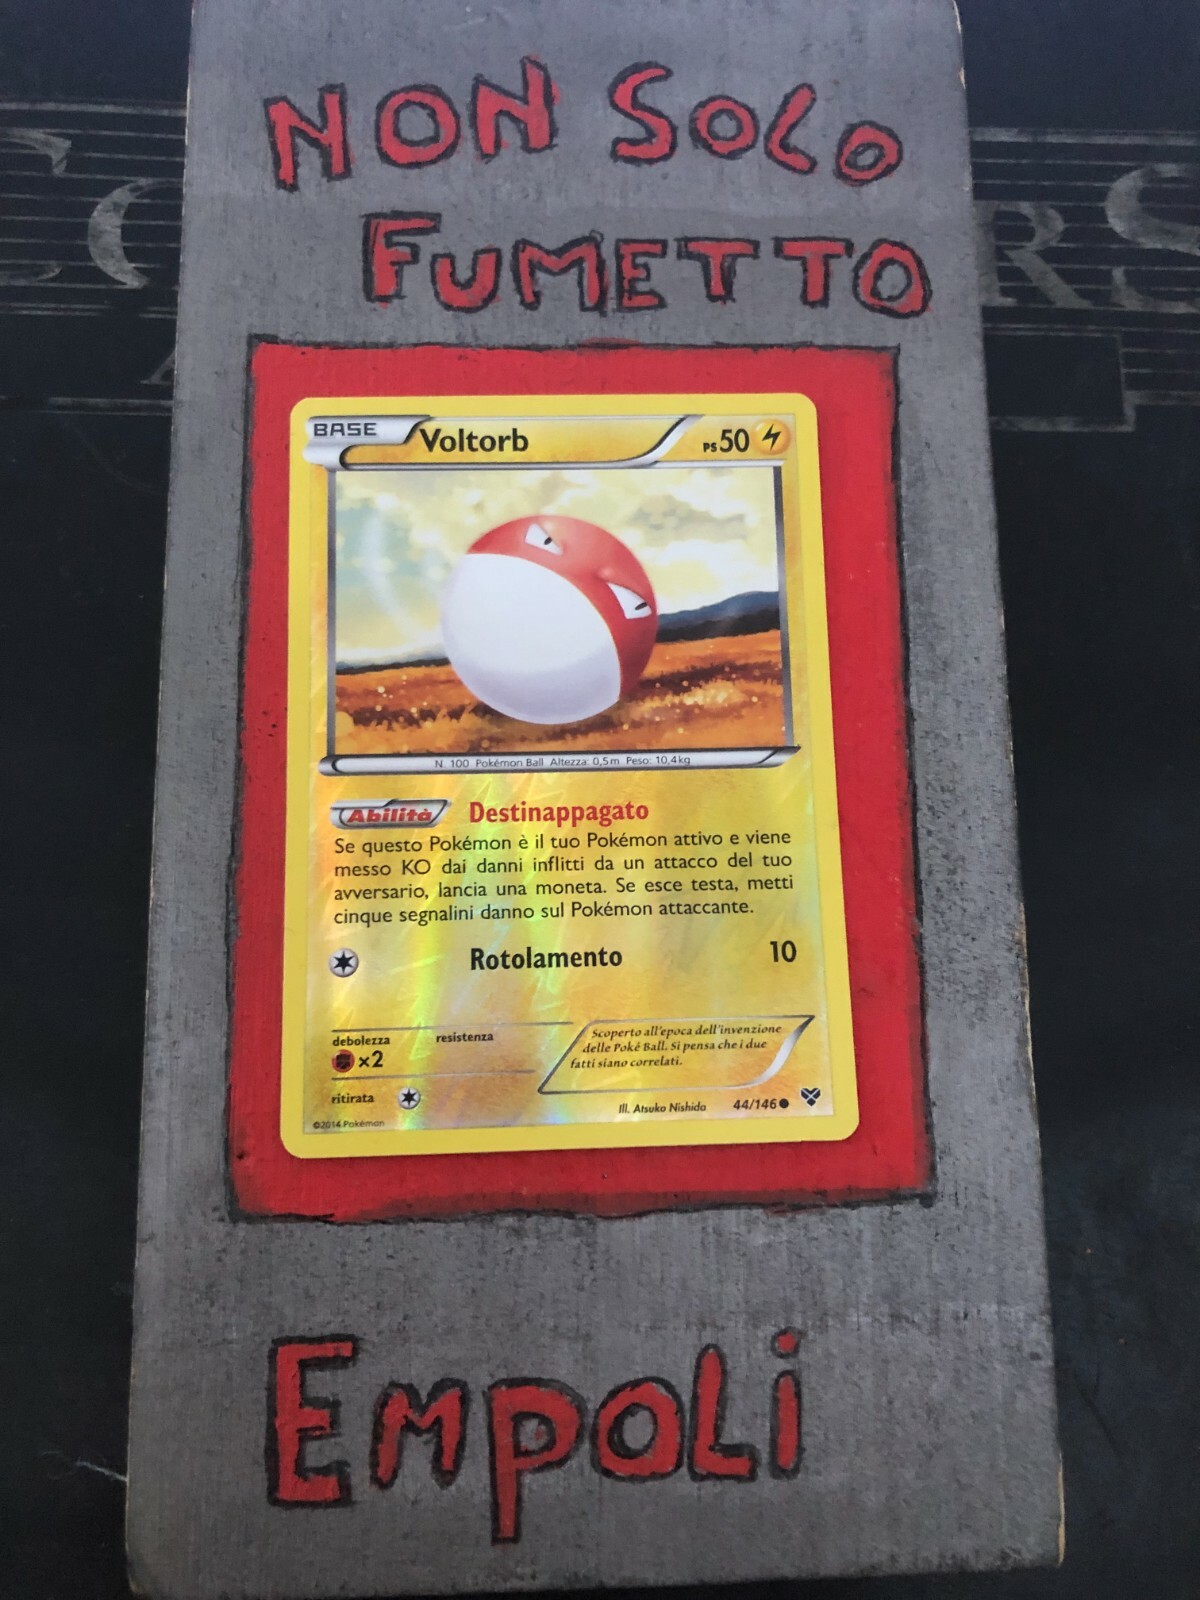 NON SOLO
FUMETTO
BASE Voltorb PS 50
N. 100 Pokémon Ball Altezza: 0,5m Peso: 10,4kg
Abilità Destinappagato
Se questo Pokémon è il tuo Pokémon attivo e viene
messo KO dai danni inflitti da un attacco del tuo
avversario, lancia una moneta. Se esce testa, metti
cinque segnalini danno sul Pokémon attaccante.
Rotolamento 10
debolezza resistenza
×2
Scoperto all'epoca dell'invenzione
delle Poké Ball. Si pensa che i due
fatti siano correlati.
ritirata
Ill. Atsuko Nishida 44/146
©2014 Pokémon
EMPOLi